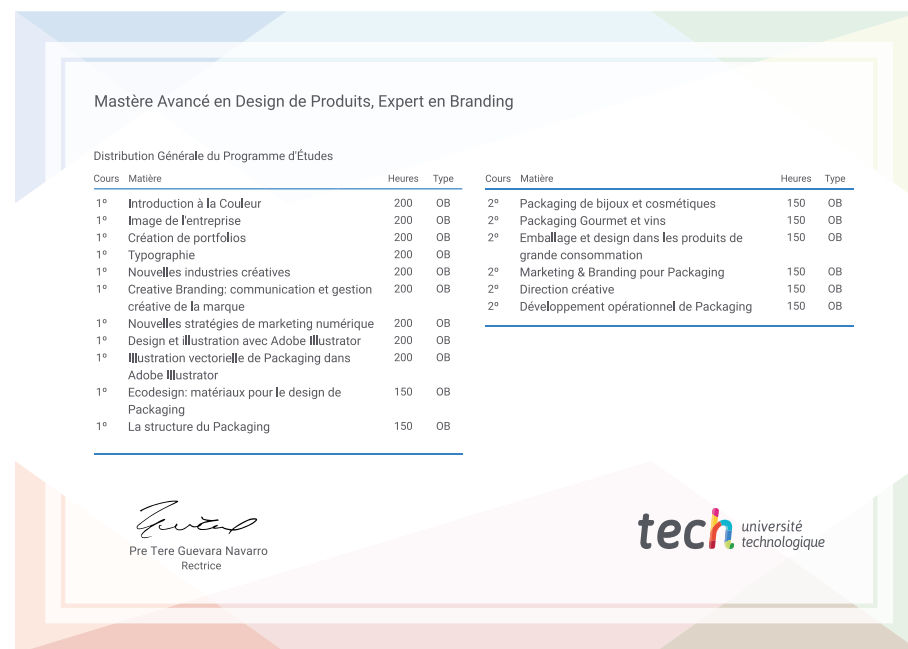 Mastère Avancé en Design de Produits, Expert en Branding
Distribution Générale du Programme d'Études
Cours Matière Heures Type
1º Introduction à la Couleur 200 OB
1º Image de l'entreprise 200 OB
1º Création de portfolios 200 OB
1º Typographie 200 OB
1º Nouvelles industries créatives 200 OB
1º Creative Branding: communication et gestion 200 OB
créative de la marque
1º Nouvelles stratégies de marketing numérique 200 OB
1º Design et illustration avec Adobe Illustrator 200 OB
1º Illustration vectorielle de Packaging dans 200 OB
Adobe Illustrator
1º Ecodesign: matériaux pour le design de 150 OB
Packaging
1º La structure du Packaging 150 OB
Cours Matière Heures Type
2º Packaging de bijoux et cosmétiques 150 OB
2º Packaging Gourmet et vins 150 OB
2º Emballage et design dans les produits de 150 OB
grande consommation
2º Marketing & Branding pour Packaging 150 OB
2º Direction créative 150 OB
2º Développement opérationnel de Packaging 150 OB
Pre Tere Guevara Navarro
Rectrice
tech université
technologique